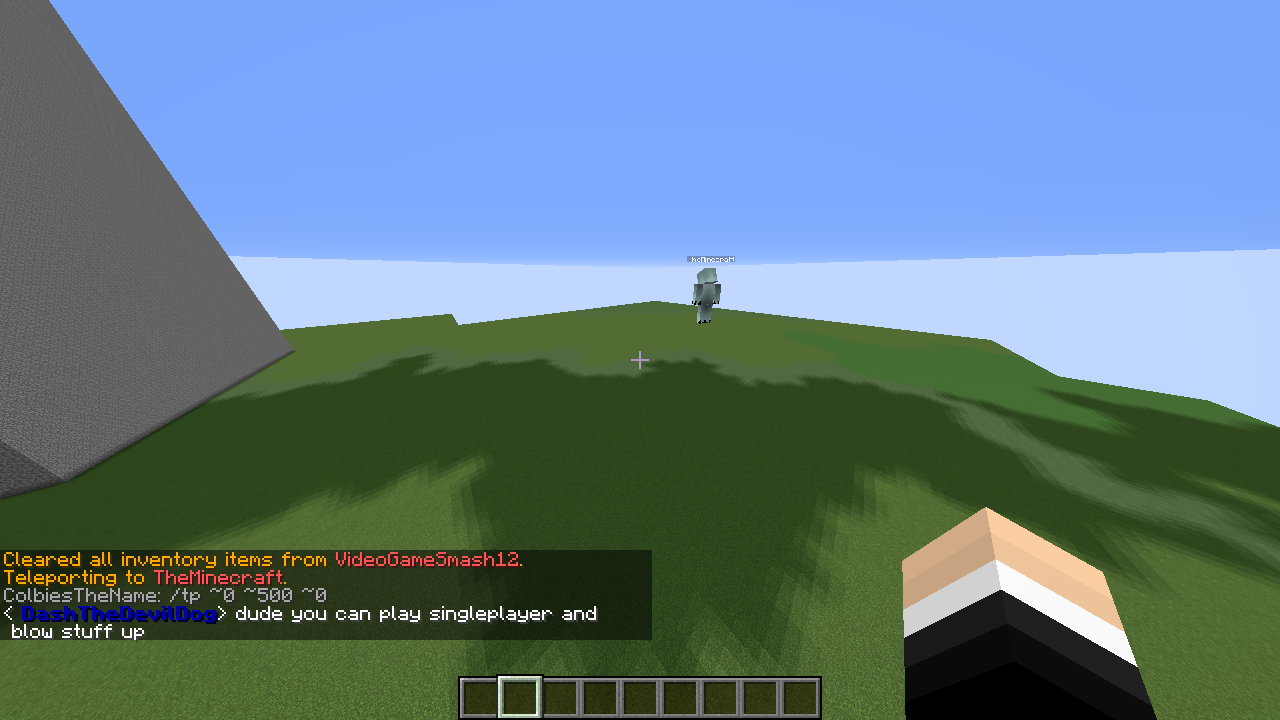 TheMinecraft
Cleared all inventory items from VideoGameSmash12.
Teleporting to TheMinecraft.
ColbiesTheName: /tp ~0 ~500 ~0
< DashTheDevilDog> dude you can play singleplayer and
blow stuff up